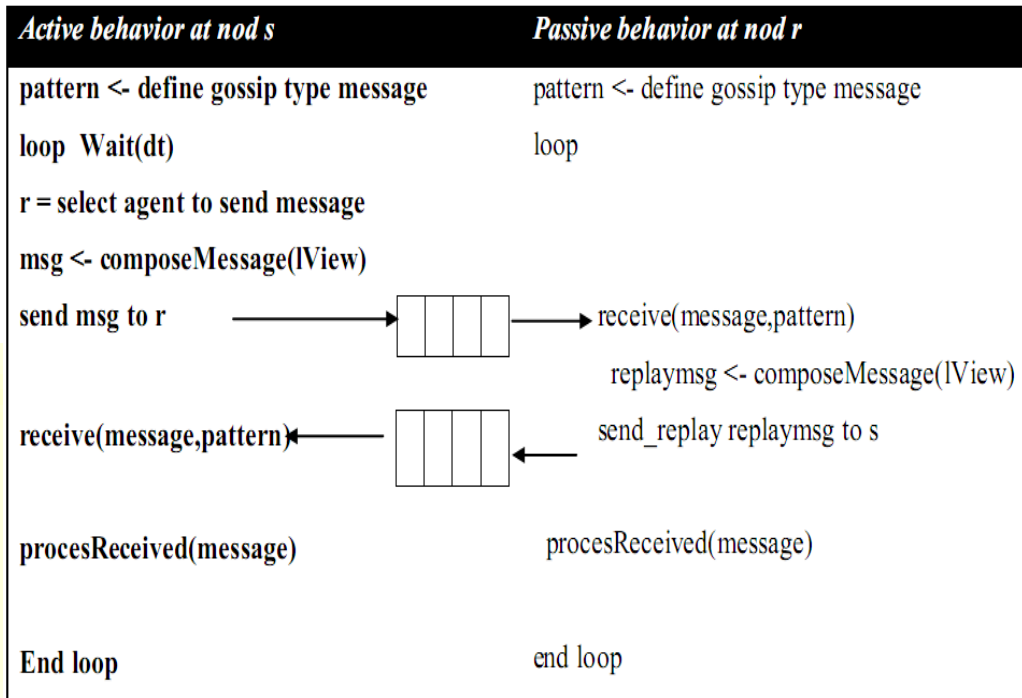 Active behavior at nod s
Passive behavior at nod r
pattern <- define gossip type message
pattern <- define gossip type message
loop Wait(dt)
loop
r = select agent to send message
msg <- composeMessage(lView)
send msg to r
receive(message,pattern)
replaymsg <- composeMessage(lView)
receive(message,pattern)
send_replay replaymsg to s
procesReceived(message)
procesReceived(message)
End loop
end loop